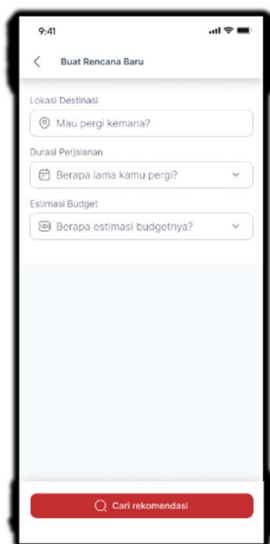 9:41
Buat Rencana Baru
Lokasi Destinasi
Mau pergi kemana?
Durasi Perjalanan
Berapa lama kamu pergi?
Estimasi Budget
Berapa estimasi budgetnya?
Cari rekomendasi